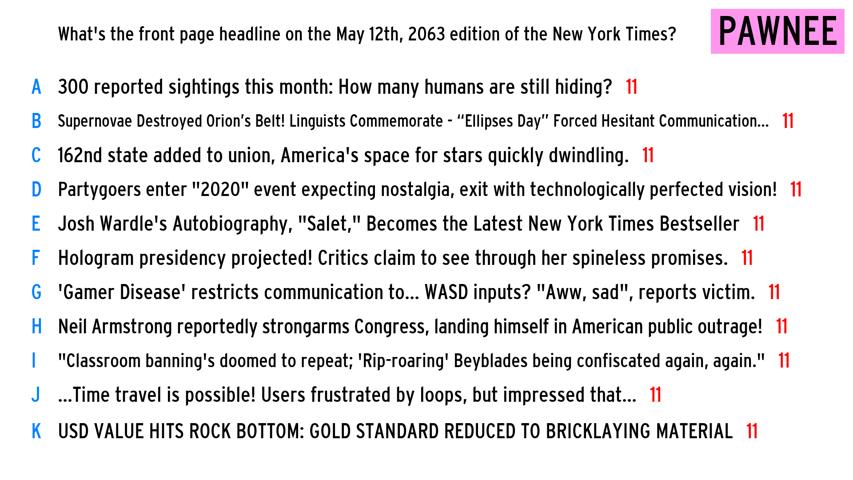 What's the front page headline on the May 12th, 2063 edition of the New York Times?
PAWNEE
A 300 reported sightings this month: How many humans are still hiding? 11
B Supernovae Destroyed Orion's Belt! Linguists Commemorate - “Ellipses Day” Forced Hesitant Communication... 11
C 162nd state added to union, America's space for stars quickly dwindling. 11
D Partygoers enter "2020" event expecting nostalgia, exit with technologically perfected vision! 11
E Josh Wardle's Autobiography, "Salet," Becomes the Latest New York Times Bestseller 11
F Hologram presidency projected! Critics claim to see through her spineless promises. 11
G 'Gamer Disease' restricts communication to... WASD inputs? "Aww, sad", reports victim. 11
H Neil Armstrong reportedly strongarms Congress, landing himself in American public outrage! 11
I "Classroom banning's doomed to repeat; 'Rip-roaring' Beyblades being confiscated again, again." 11
J ...Time travel is possible! Users frustrated by loops, but impressed that... 11
K USD VALUE HITS ROCK BOTTOM: GOLD STANDARD REDUCED TO BRICKLAYING MATERIAL 11